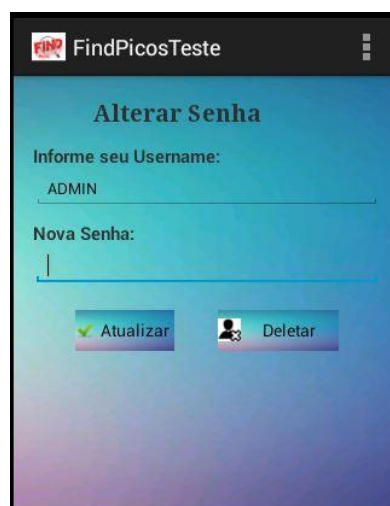 FIND
FindPicosTeste
Alterar Senha
Informe seu Username:
ADMIN
Nova Senha:
Atualizar
Deletar